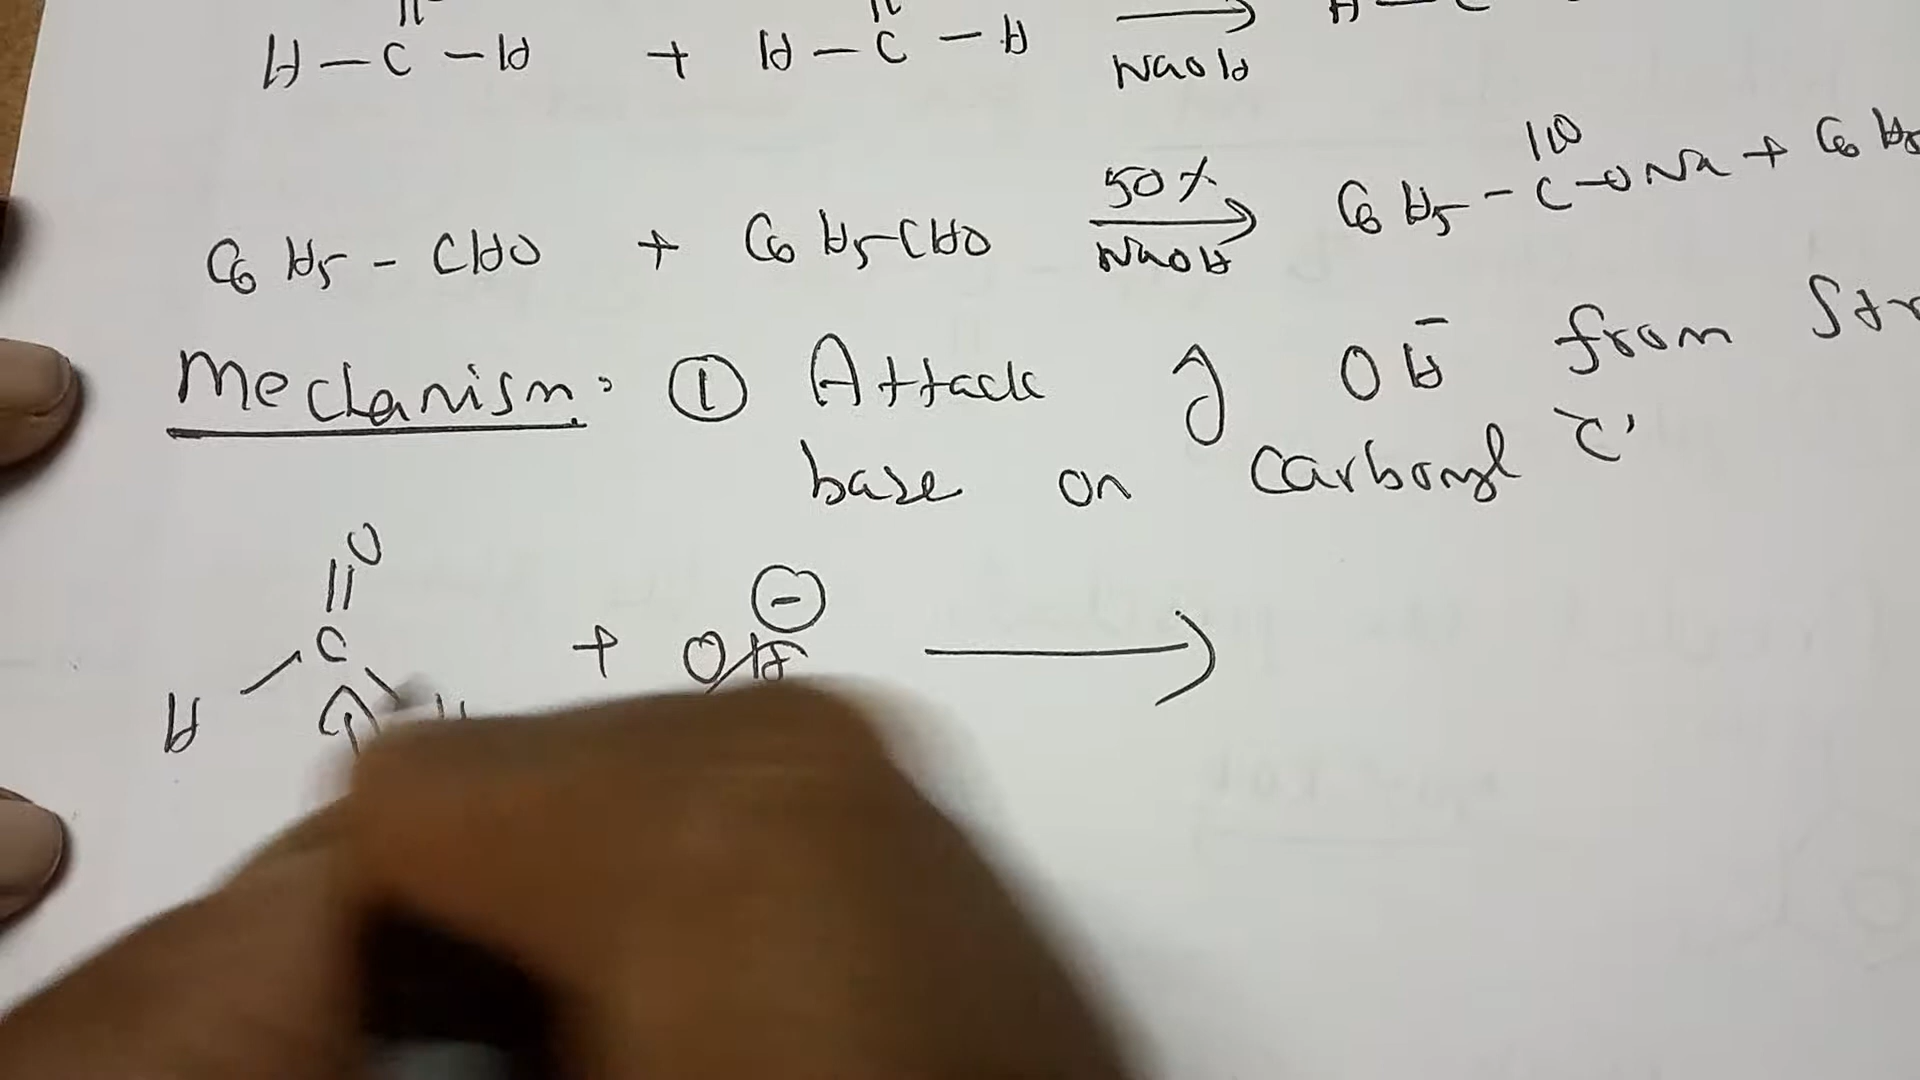 H — C — H + H — C — H → NaOH H — C
C6H5 - CHO + C6H5-CHO 50% → NaOH C6H5 - C - ONa + C6H5
||O
Mechanism: ① Attack of OH⁻ from
base on carbonyl 'C'
O
||
C + OH ⊖ →
H H